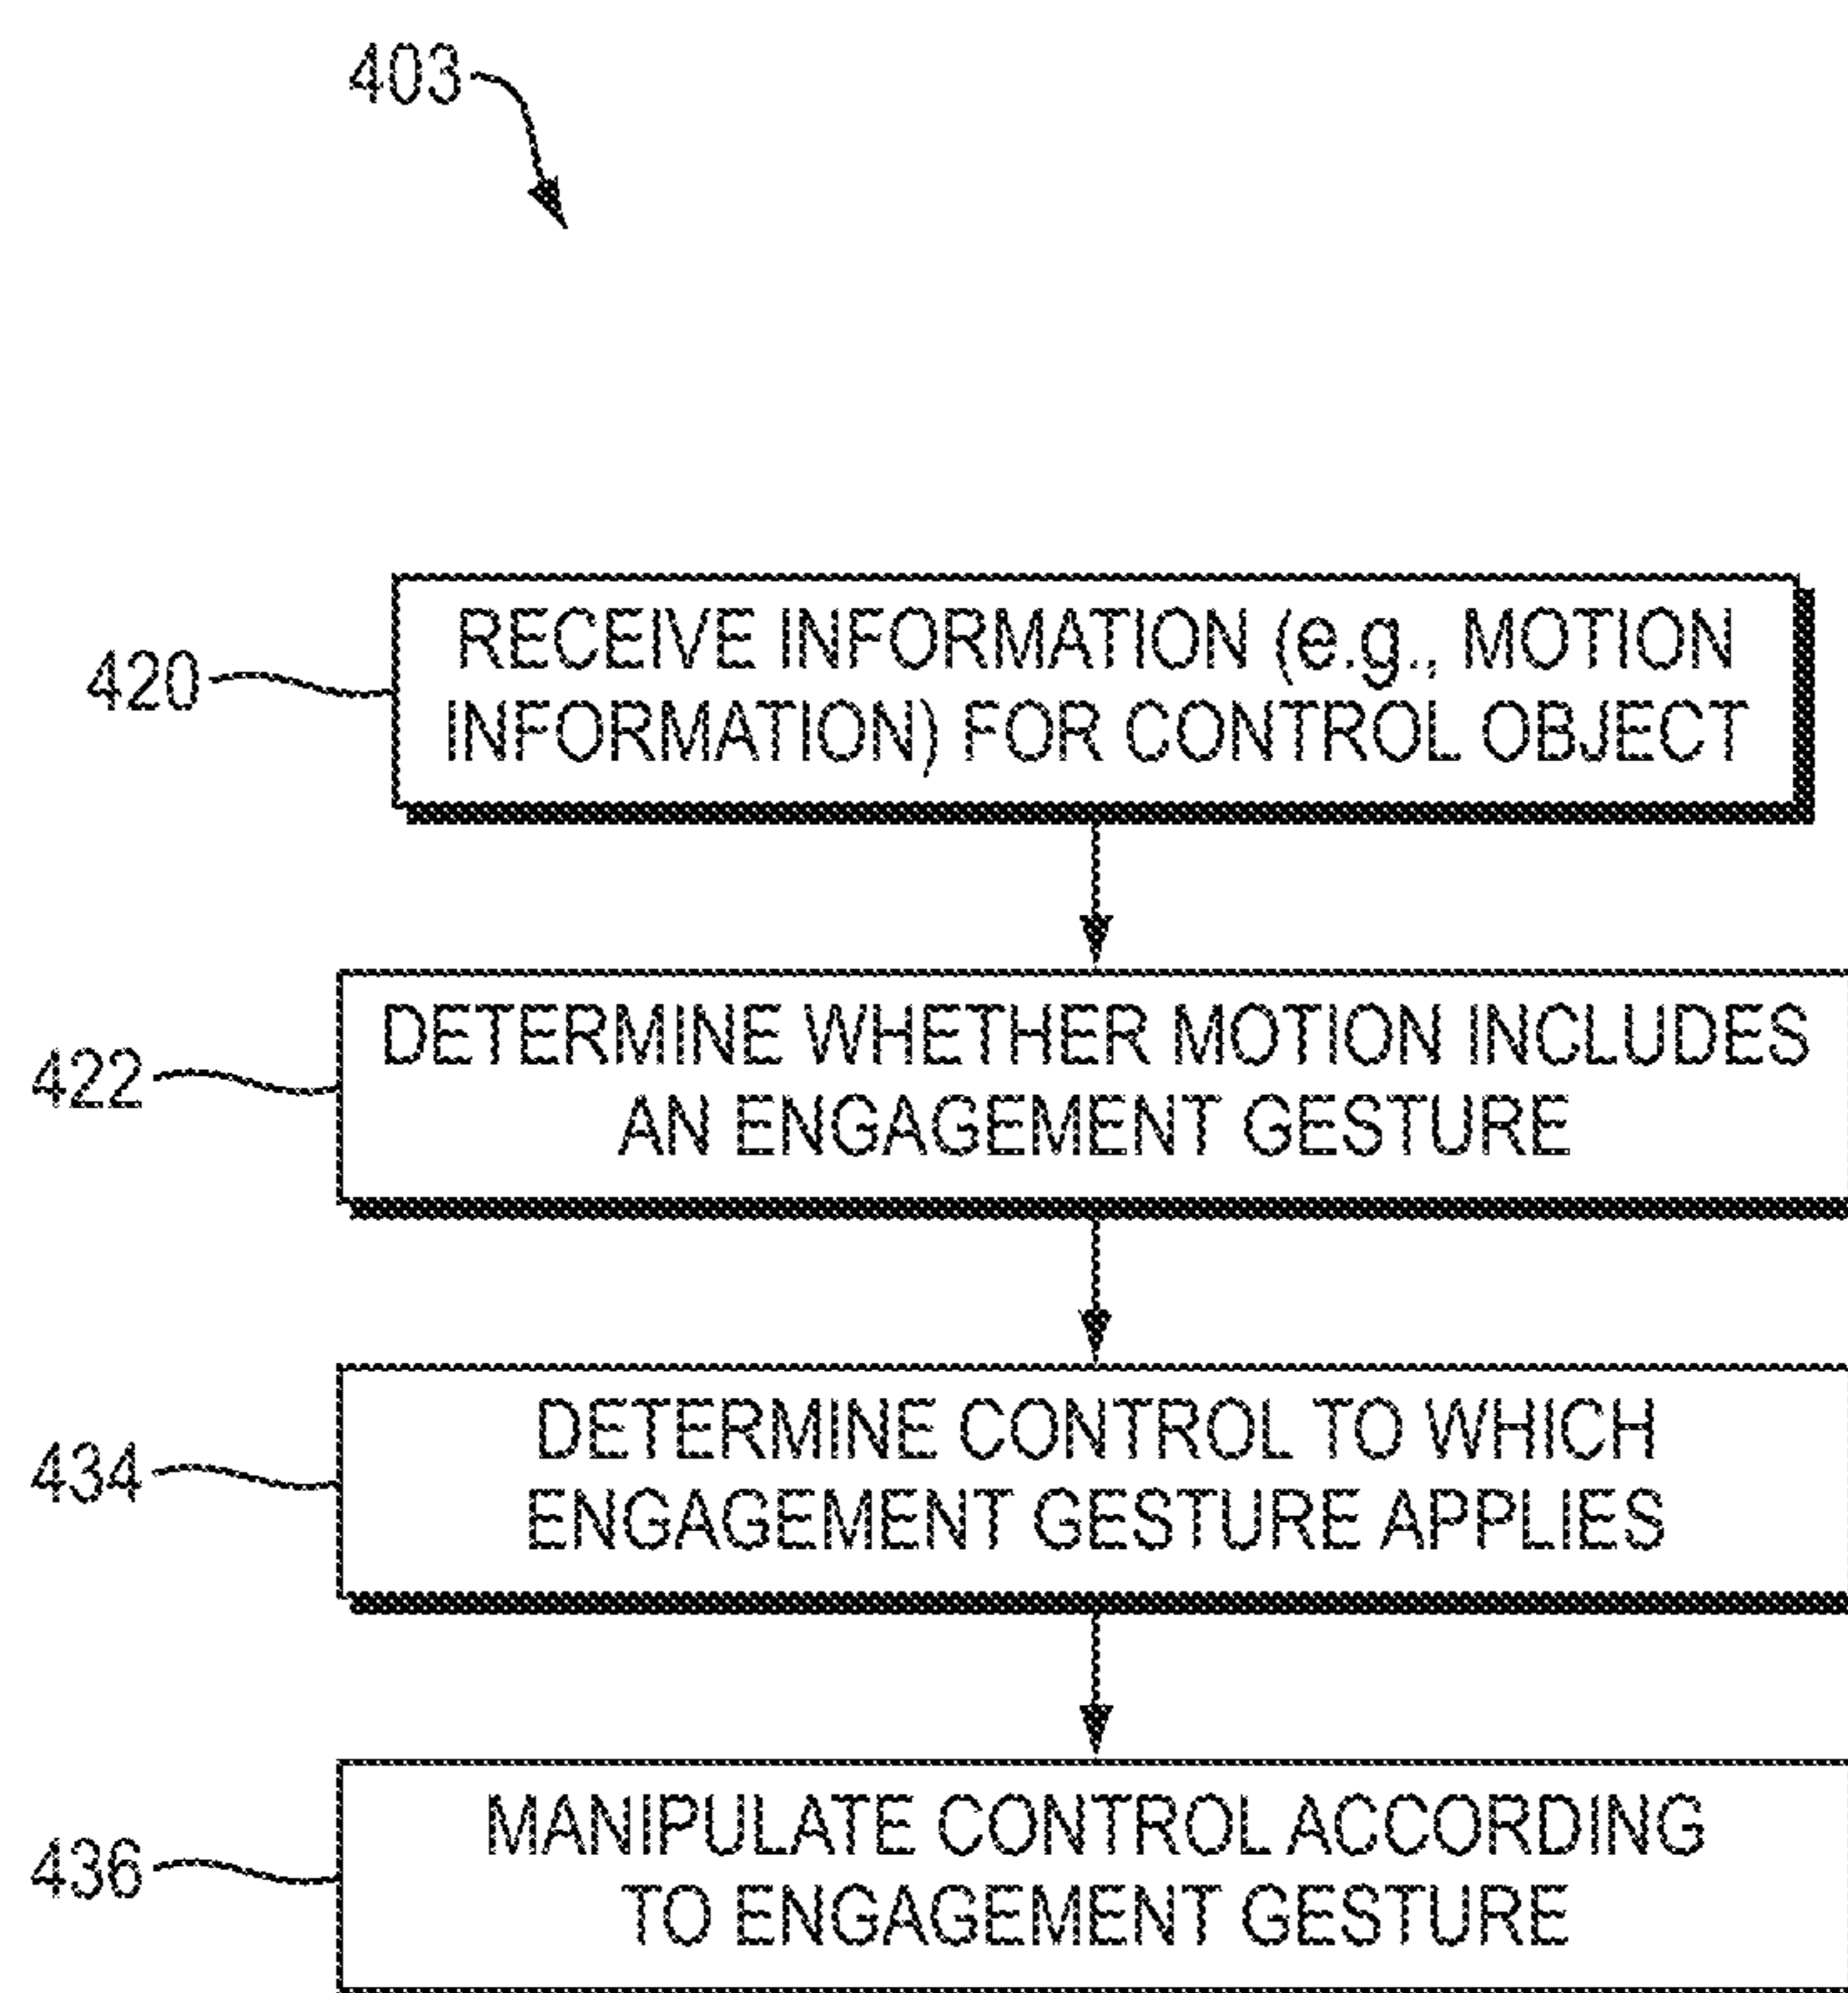 403
420
RECEIVE INFORMATION (e.g., MOTION
INFORMATION) FOR CONTROL OBJECT
422
DETERMINE WHETHER MOTION INCLUDES
AN ENGAGEMENT GESTURE
434
DETERMINE CONTROL TO WHICH
ENGAGEMENT GESTURE APPLIES
436
MANIPULATE CONTROL ACCORDING
TO ENGAGEMENT GESTURE